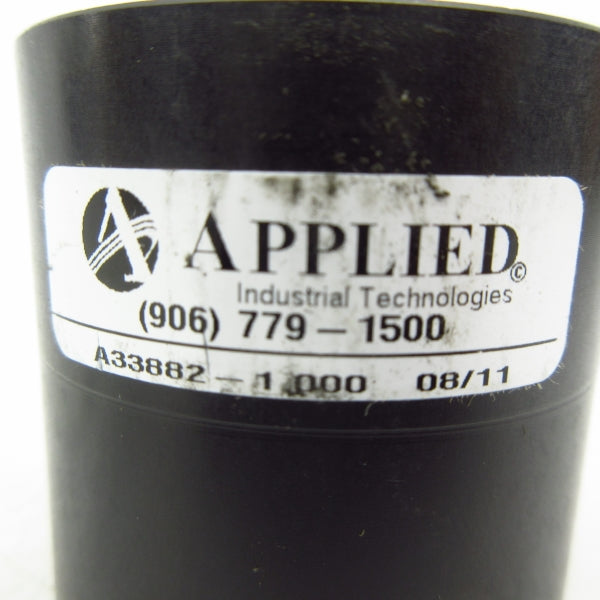 APPLIED©
Industrial Technologies
(906) 779-1500
A33882-1.000 08/11